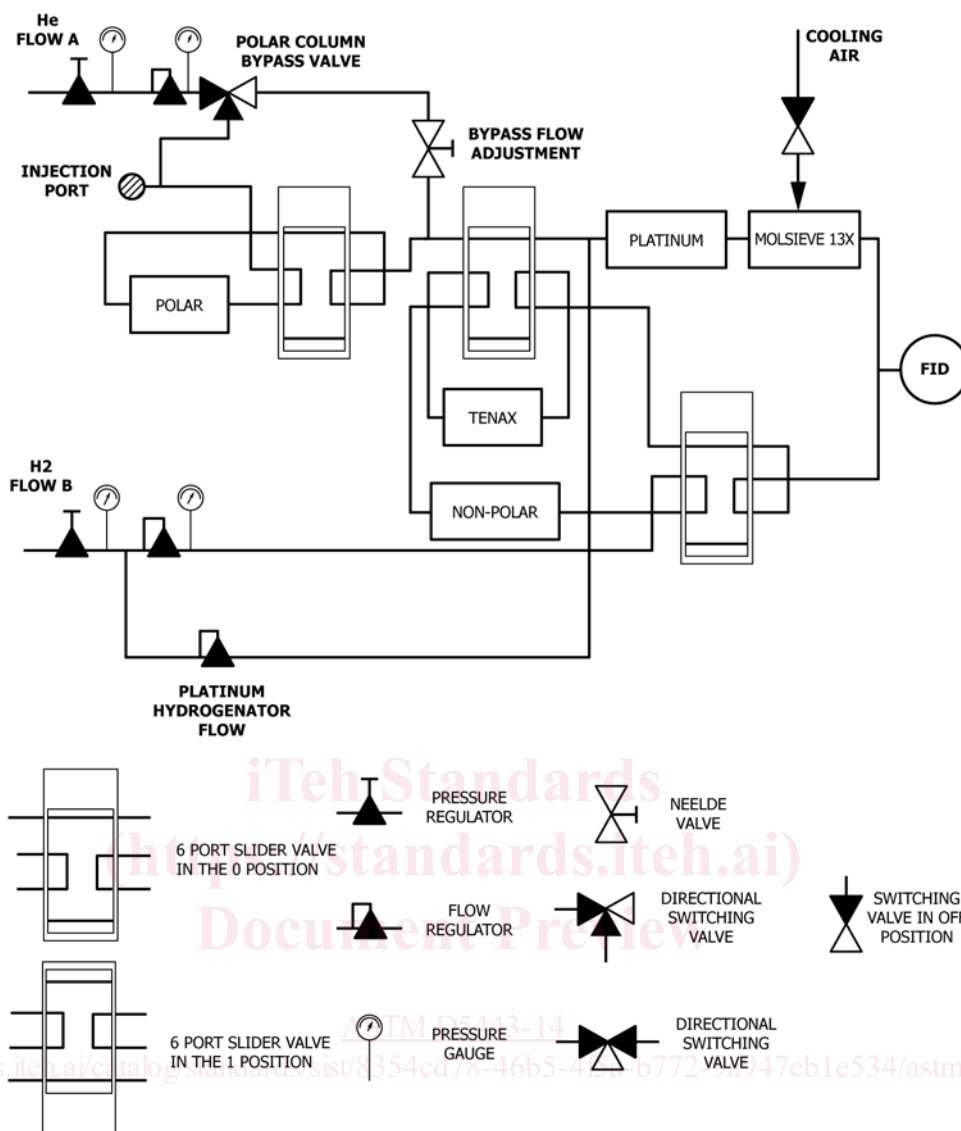 He
FLOW A
POLAR COLUMN
BYPASS VALVE
COOLING
AIR
BYPASS FLOW
ADJUSTMENT
INJECTION
PORT
PLATINUM
MOLSIEVE 13X
POLAR
FID
TENAX
H2
FLOW B
NON-POLAR
PLATINUM
HYDROGENATOR
FLOW
iTeh Standards
(https://standards.iteh.ai)
Document Preview
6 PORT SLIDER VALVE
IN THE 0 POSITION
PRESSURE
REGULATOR
NEELDE
VALVE
FLOW
REGULATOR
DIRECTIONAL
SWITCHING
VALVE
SWITCHING
VALVE IN OFF
POSITION
6 PORT SLIDER VALVE
IN THE 1 POSITION
PRESSURE
GAUGE
DIRECTIONAL
SWITCHING
VALVE
ASTM D5443-14